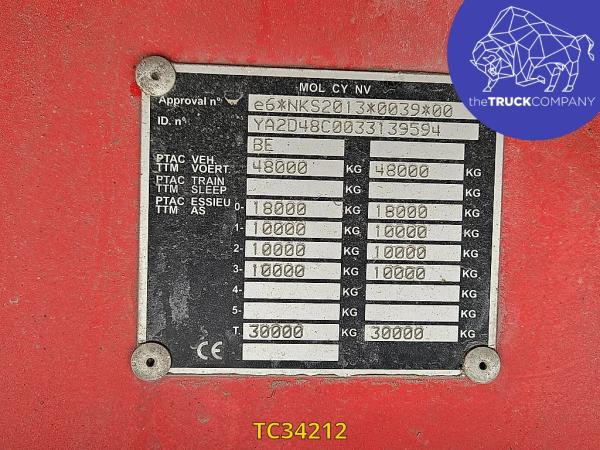 theTRUCKCOMPANY
MOL CY NV
Approval n° e6*NKS2013*0039*00
ID. n° YA2D48C0033139594
BE
PTAC VEH.
TTM VOERT. 48000 KG 48000 KG
PTAC TRAIN
TTM SLEEP KG KG
PTAC ESSIEU
TTM AS 0- 18000 KG 18000 KG
1- 10000 KG 10000 KG
2- 10000 KG 10000 KG
3- 10000 KG 10000 KG
4- KG KG
5- KG KG
T. 30000 KG 30000 KG
CE
TC34212